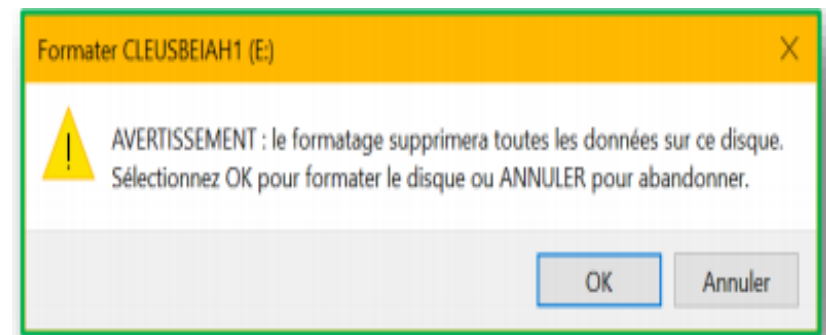 Formater CLEUSBEIAH1 (E:)
AVERTISSEMENT : le formatage supprimera toutes les données sur ce disque.
Sélectionnez OK pour formater le disque ou ANNULER pour abandonner.
OK
Annuler